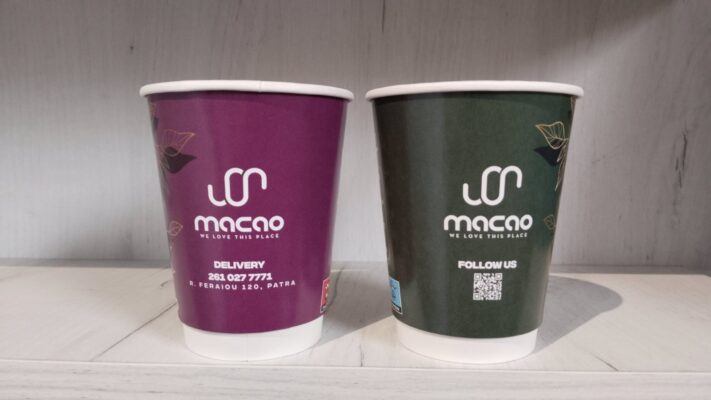 macao
WE LOVE THIS PLACE
DELIVERY
261 027 7771
R. FERAIOU 120, PATRA
macao
WE LOVE THIS PLACE
FOLLOW US